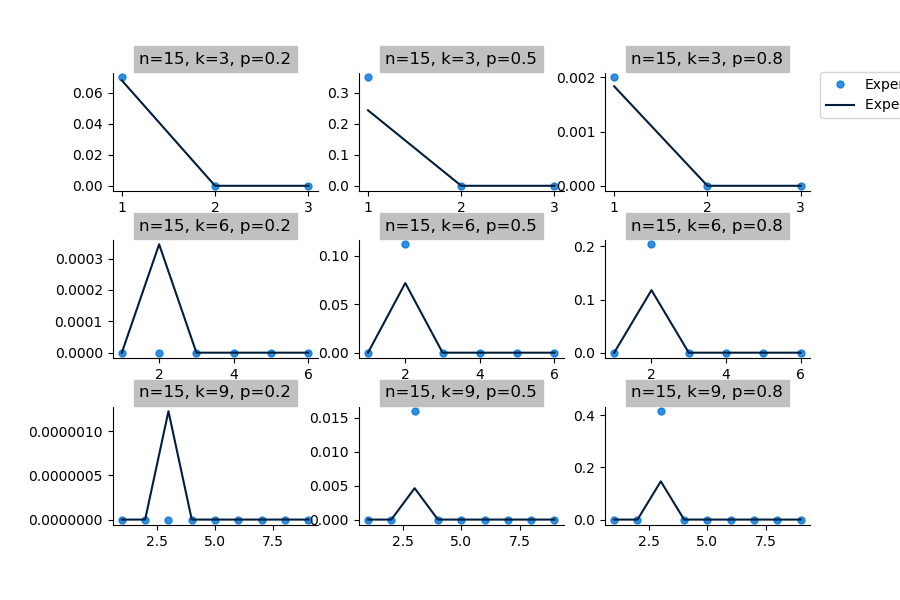 n=15, k=3, p=0.2 n=15, k=3, p=0.5 n=15, k=3, p=0.8
0.06 0.3 0.002 Exper
0.04 0.2 0.001 Expe
0.02 0.1
0.00 0.0 0.000
1 2 3 1 2 3 1 2 3
n=15, k=6, p=0.2 n=15, k=6, p=0.5 n=15, k=6, p=0.8
0.0003 0.10 0.2
0.0002 0.05 0.1
0.0001
0.0000 0.00 0.0
2 4 6 2 4 6 2 4 6
n=15, k=9, p=0.2 n=15, k=9, p=0.5 n=15, k=9, p=0.8
0.0000010 0.015 0.4
0.0000005 0.010 0.2
0.005
0.0000000 0.000 0.0
2.5 5.0 7.5 2.5 5.0 7.5 2.5 5.0 7.5